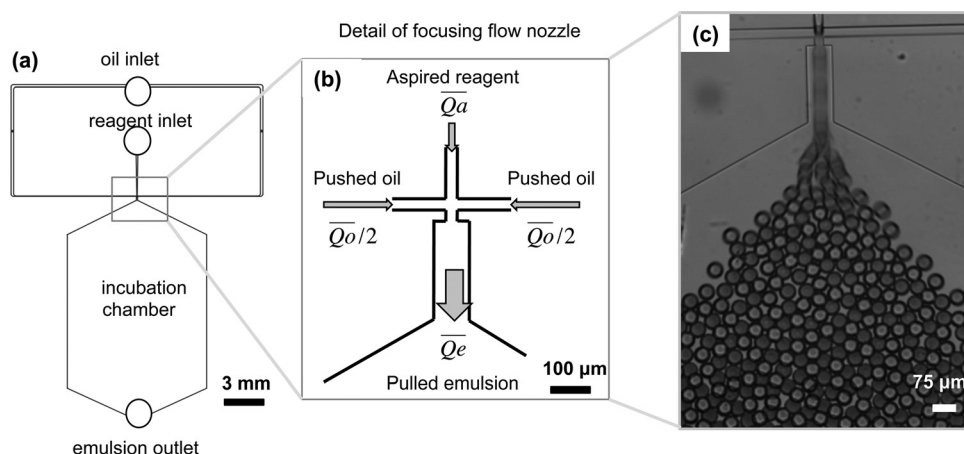 Detail of focusing flow nozzle
(a)
oil inlet
reagent inlet
incubation
chamber
3 mm
emulsion outlet
(b)
Aspired reagent
Qa
Pushed oil
Pushed oil
Qo/2
Qo/2
Qe
Pulled emulsion
100 µm
(c)
75 µm